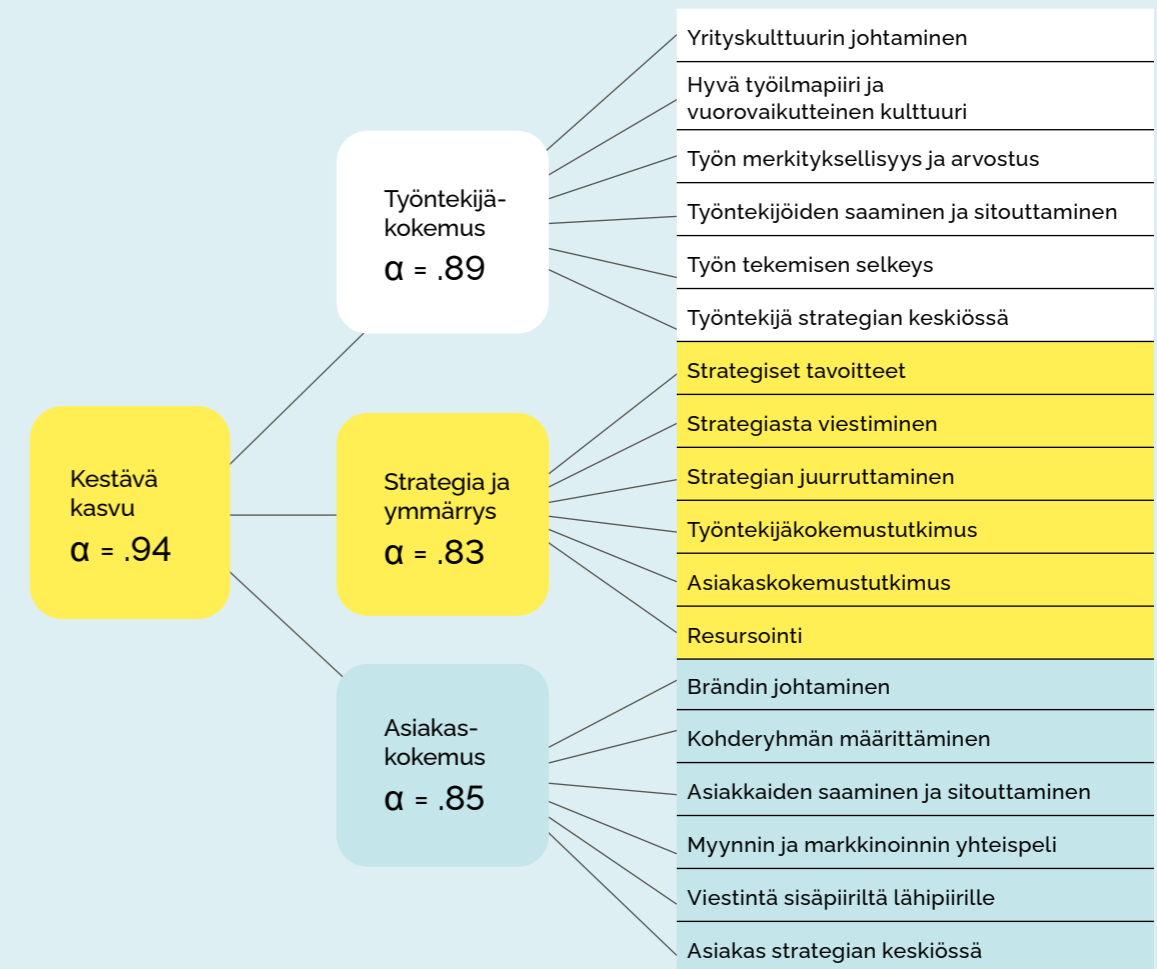 Kestävä
kasvu
α = .94
Työntekijä-
kokemus
α = .89
Strategia ja
ymmärrys
α = .83
Asiakas-
kokemus
α = .85
Yrityskulttuurin johtaminen
Hyvä työilmapiiri ja
vuorovaikutteinen kulttuuri
Työn merkityksellisyys ja arvostus
Työntekijöiden saaminen ja sitouttaminen
Työn tekemisen selkeys
Työntekijä strategian keskiössä
Strategiset tavoitteet
Strategiasta viestiminen
Strategian juurruttaminen
Työntekijäkokemustutkimus
Asiakaskokemustutkimus
Resursointi
Brändin johtaminen
Kohderyhmän määrittäminen
Asiakkaiden saaminen ja sitouttaminen
Myynnin ja markkinoinnin yhteispeli
Viestintä sisäpiiriltä lähipiirille
Asiakas strategian keskiössä